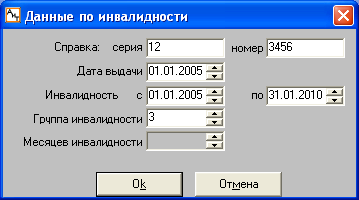 Данные по инвалидности
Справка: серия 12 номер 3456
Дата выдачи 01.01.2005
Инвалидность с 01.01.2005 по 31.01.2010
Группа инвалидности 3
Месяцев инвалидности
Ok Отмена